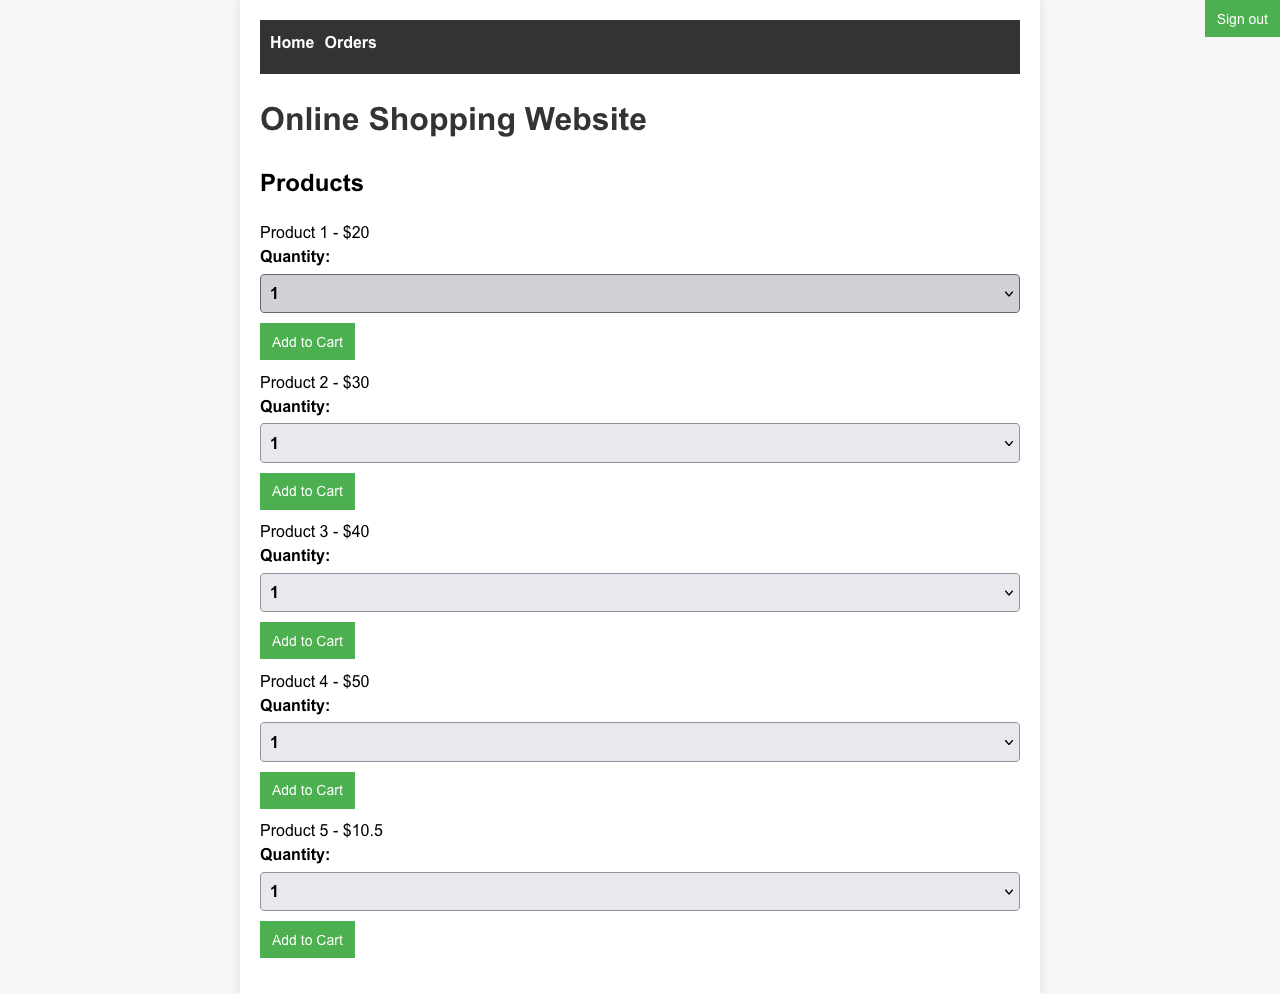 Sign out
Home Orders
Online Shopping Website
Products
Product 1 - $20
Quantity:
1
Add to Cart
Product 2 - $30
Quantity:
1
Add to Cart
Product 3 - $40
Quantity:
1
Add to Cart
Product 4 - $50
Quantity:
1
Add to Cart
Product 5 - $10.5
Quantity:
1
Add to Cart